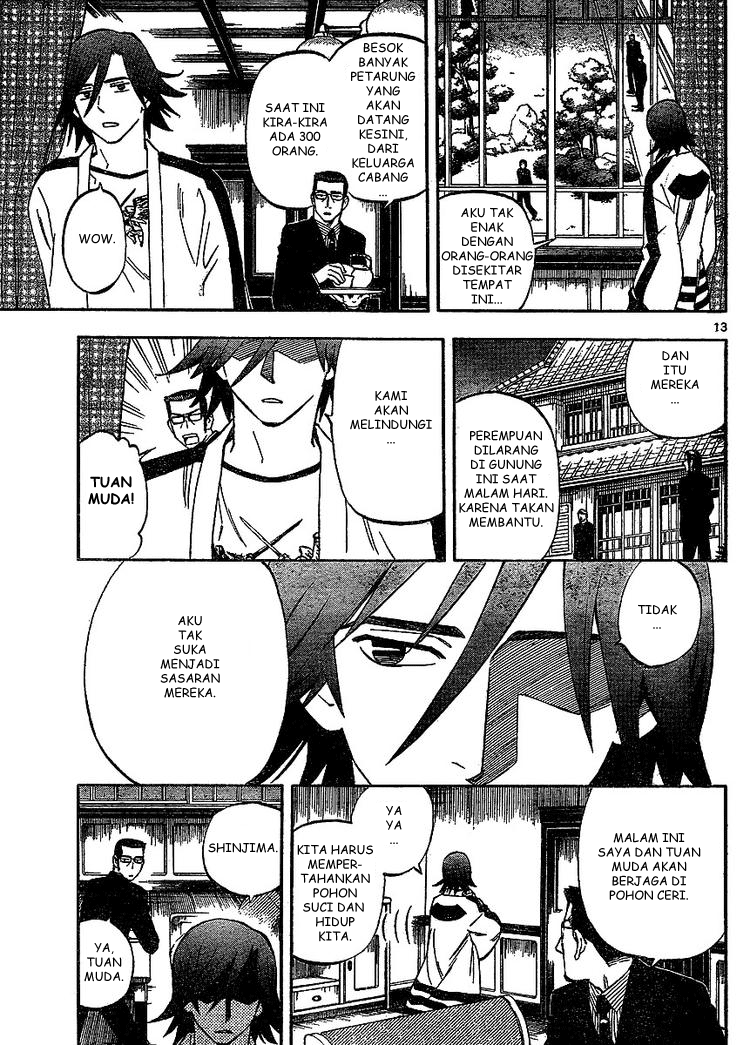 AKU TAK
ENAK
DENGAN
ORANG-ORANG
DISEKITAR
TEMPAT
INI...
BESOK
BANYAK
PETARUNG
YANG
AKAN
DATANG
KESINI,
DARI
KELUARGA
CABANG
...
SAAT INI
KIRA-KIRA
ADA 300
ORANG.
WOW.
13
DAN
ITU
MEREKA
...
PEREMPUAN
DILARANG
DI GUNUNG
INI SAAT
MALAM HARI.
KARENA TAKAN
MEMBANTU.
KAMI
AKAN
MELINDUNGI
...
TUAN
MUDA!
TIDAK
...
AKU
TAK
SUKA
MENJADI
SASARAN
MEREKA.
MALAM INI
SAYA DAN TUAN
MUDA AKAN
BERJAGA DI
POHON CERI.
YA
YA
...
KITA HARUS
MEMPER-
TAHANKAN
POHON
SUCI DAN
HIDUP
KITA.
SHINJIMA.
YA,
TUAN
MUDA.